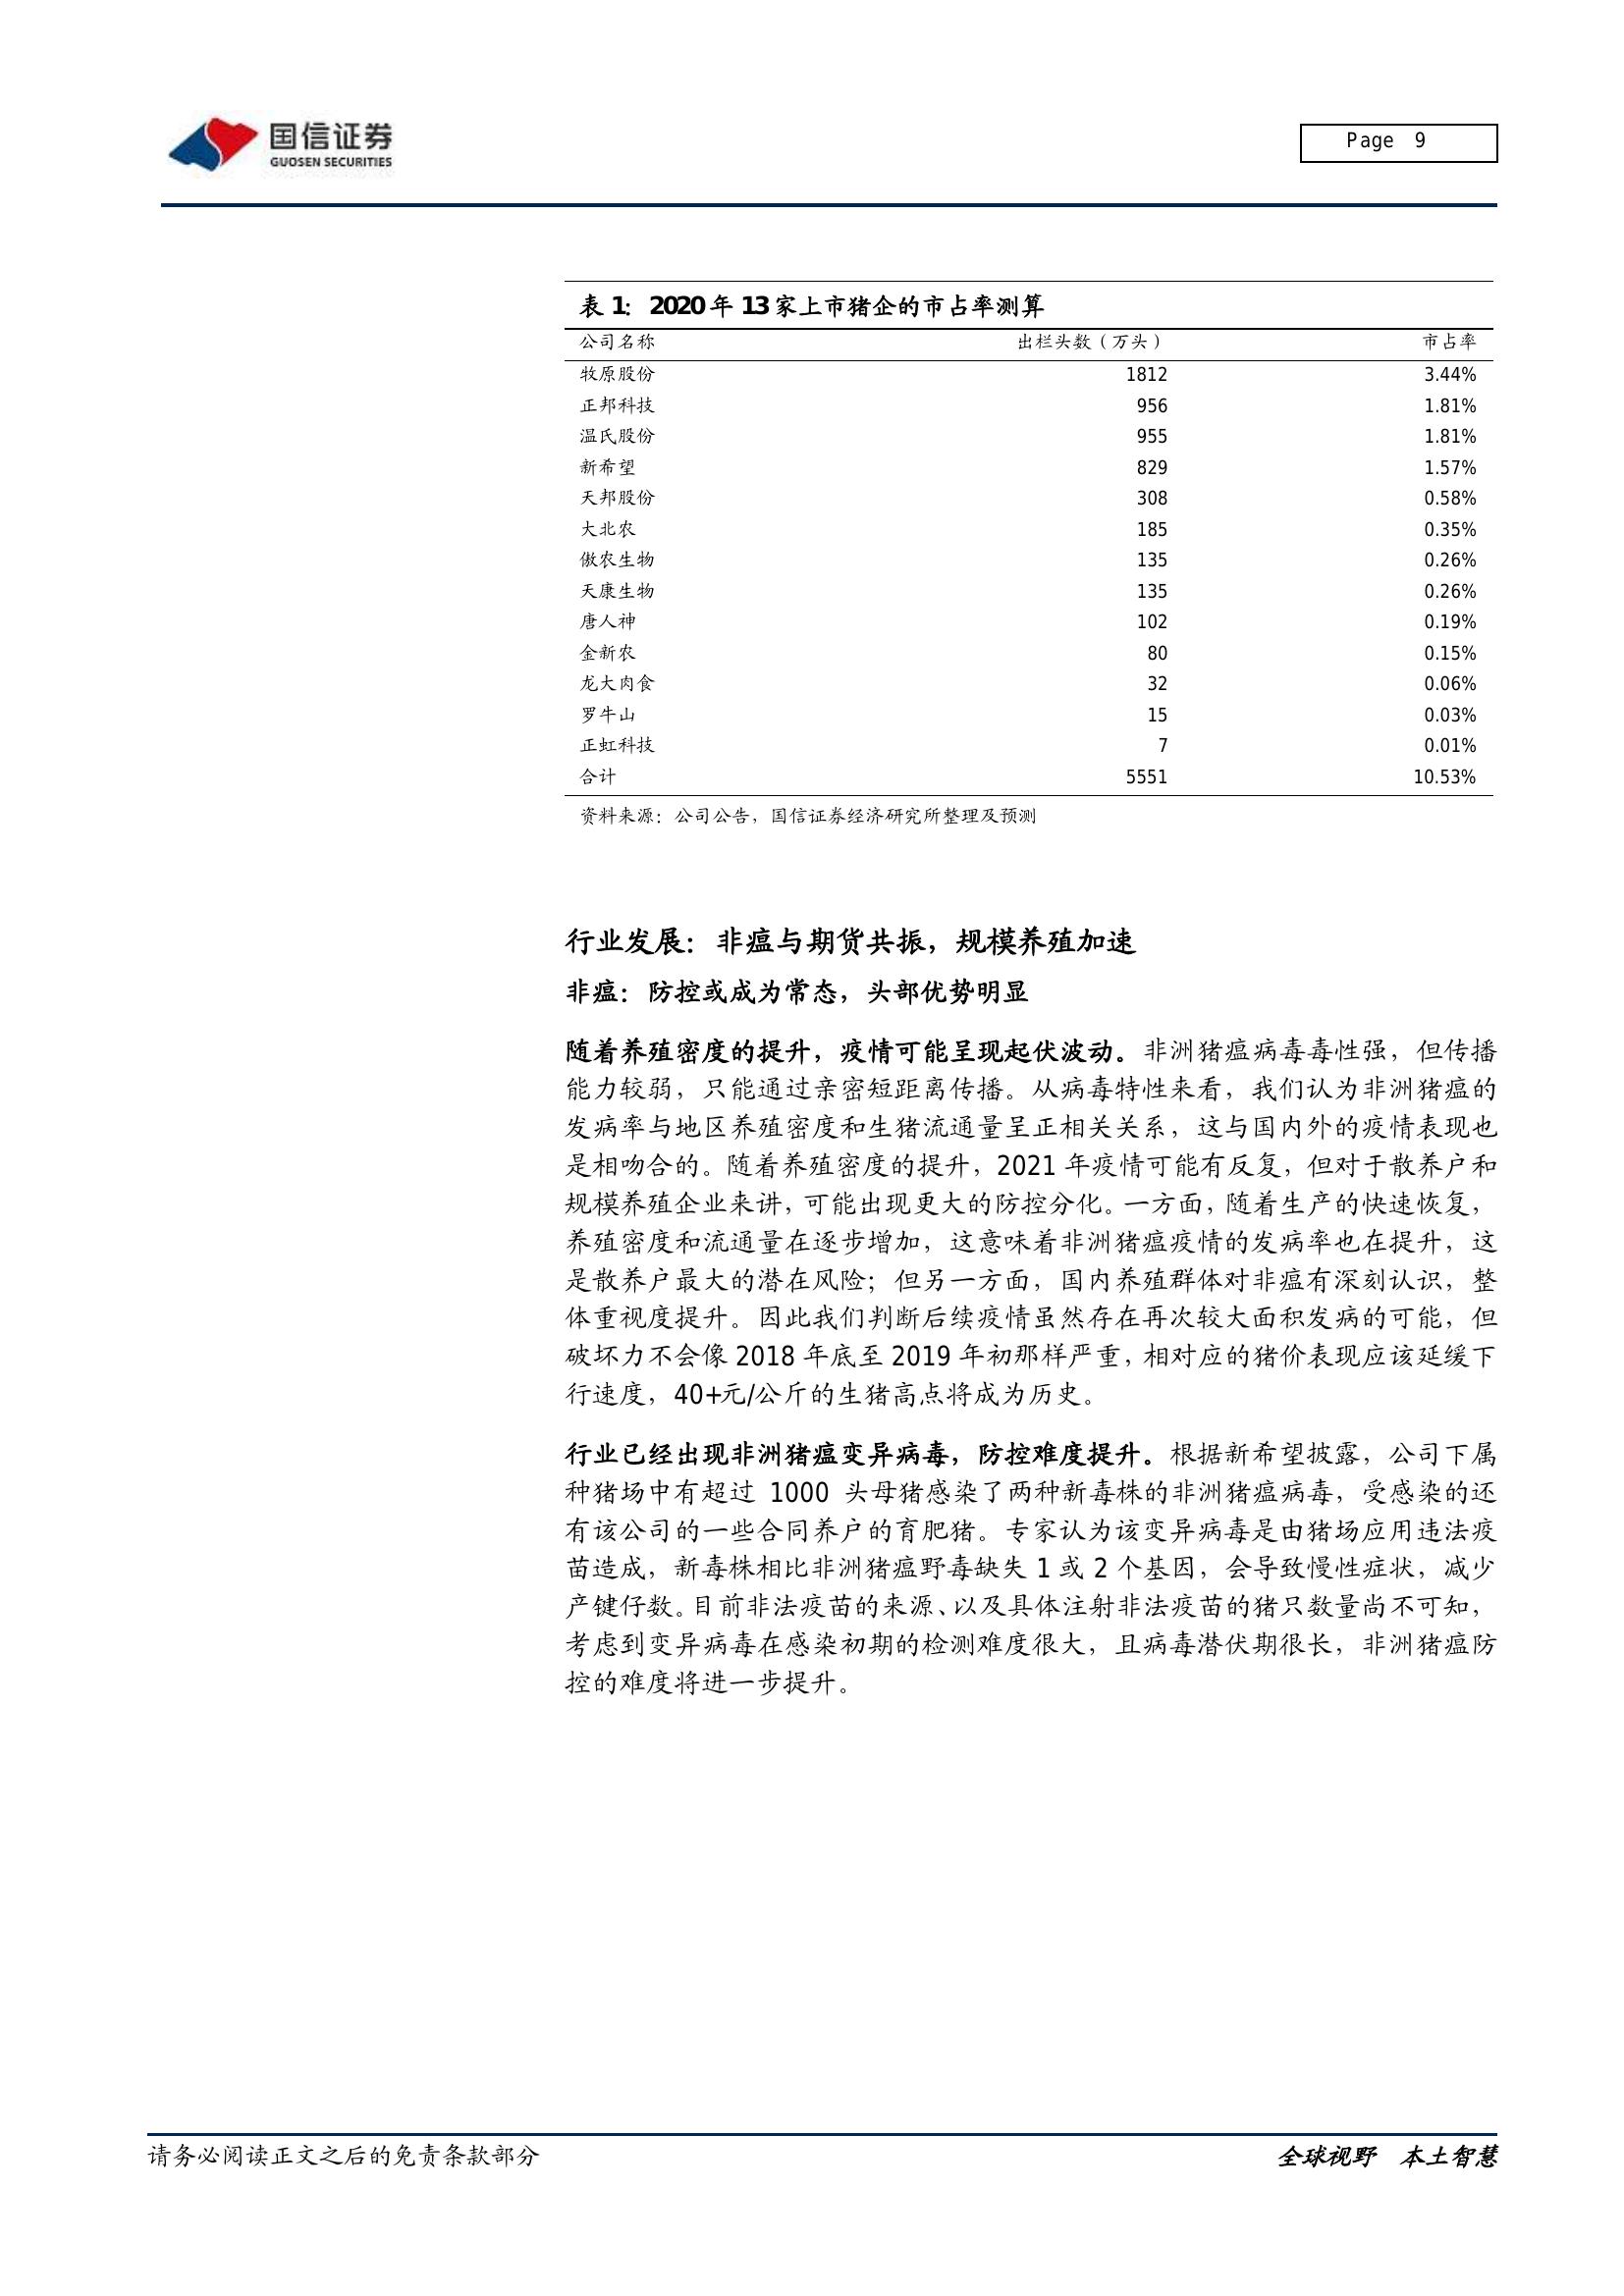 国信证券
GUOSEN SECURITIES
Page 9
表 1：2020 年 13 家上市猪企的市占率测算
公司名称 出栏头数（万头） 市占率
牧原股份 1812 3.44%
正邦科技 956 1.81%
温氏股份 955 1.81%
新希望 829 1.57%
天邦股份 308 0.58%
大北农 185 0.35%
傲农生物 135 0.26%
天康生物 135 0.26%
唐人神 102 0.19%
金新农 80 0.15%
龙大肉食 32 0.06%
罗牛山 15 0.03%
正虹科技 7 0.01%
合计 5551 10.53%
资料来源：公司公告，国信证券经济研究所整理及预测
行业发展：非瘟与期货共振，规模养殖加速
非瘟：防控或成为常态，头部优势明显
随着养殖密度的提升，疫情可能呈现起伏波动。非洲猪瘟病毒毒性强，但传播
能力较弱，只能通过亲密短距离传播。从病毒特性来看，我们认为非洲猪瘟的
发病率与地区养殖密度和生猪流通量呈正相关关系，这与国内外的疫情表现也
是相吻合的。随着养殖密度的提升，2021 年疫情可能有反复，但对于散养户和
规模养殖企业来讲，可能出现更大的防控分化。一方面，随着生产的快速恢复，
养殖密度和流通量在逐步增加，这意味着非洲猪瘟疫情的发病率也在提升，这
是散养户最大的潜在风险；但另一方面，国内养殖群体对非瘟有深刻认识，整
体重视度提升。因此我们判断后续疫情虽然存在再次较大面积发病的可能，但
破坏力不会像 2018 年底至 2019 年初那样严重，相对应的猪价表现应该延缓下
行速度，40+元/公斤的生猪高点将成为历史。
行业已经出现非洲猪瘟变异病毒，防控难度提升。根据新希望披露，公司下属
种猪场中有超过 1000 头母猪感染了两种新毒株的非洲猪瘟病毒，受感染的还
有该公司的一些合同养户的育肥猪。专家认为该变异病毒是由猪场应用违法疫
苗造成，新毒株相比非洲猪瘟野毒缺失 1 或 2 个基因，会导致慢性症状，减少
产键仔数。目前非法疫苗的来源、以及具体注射非法疫苗的猪只数量尚不可知，
考虑到变异病毒在感染初期的检测难度很大，且病毒潜伏期很长，非洲猪瘟防
控的难度将进一步提升。
请务必阅读正文之后的免责条款部分 全球视野 本土智慧